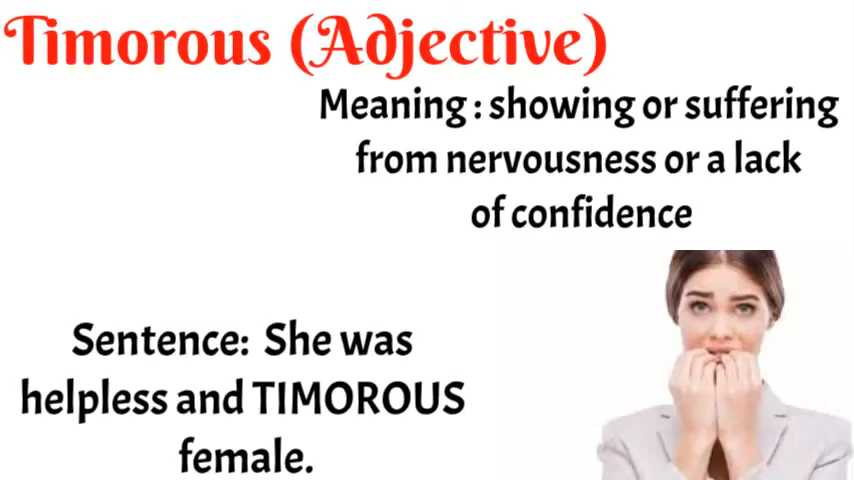 Timorous (Adjective)
Meaning : showing or suffering
from nervousness or a lack
of confidence
Sentence: She was
helpless and TIMOROUS
female.